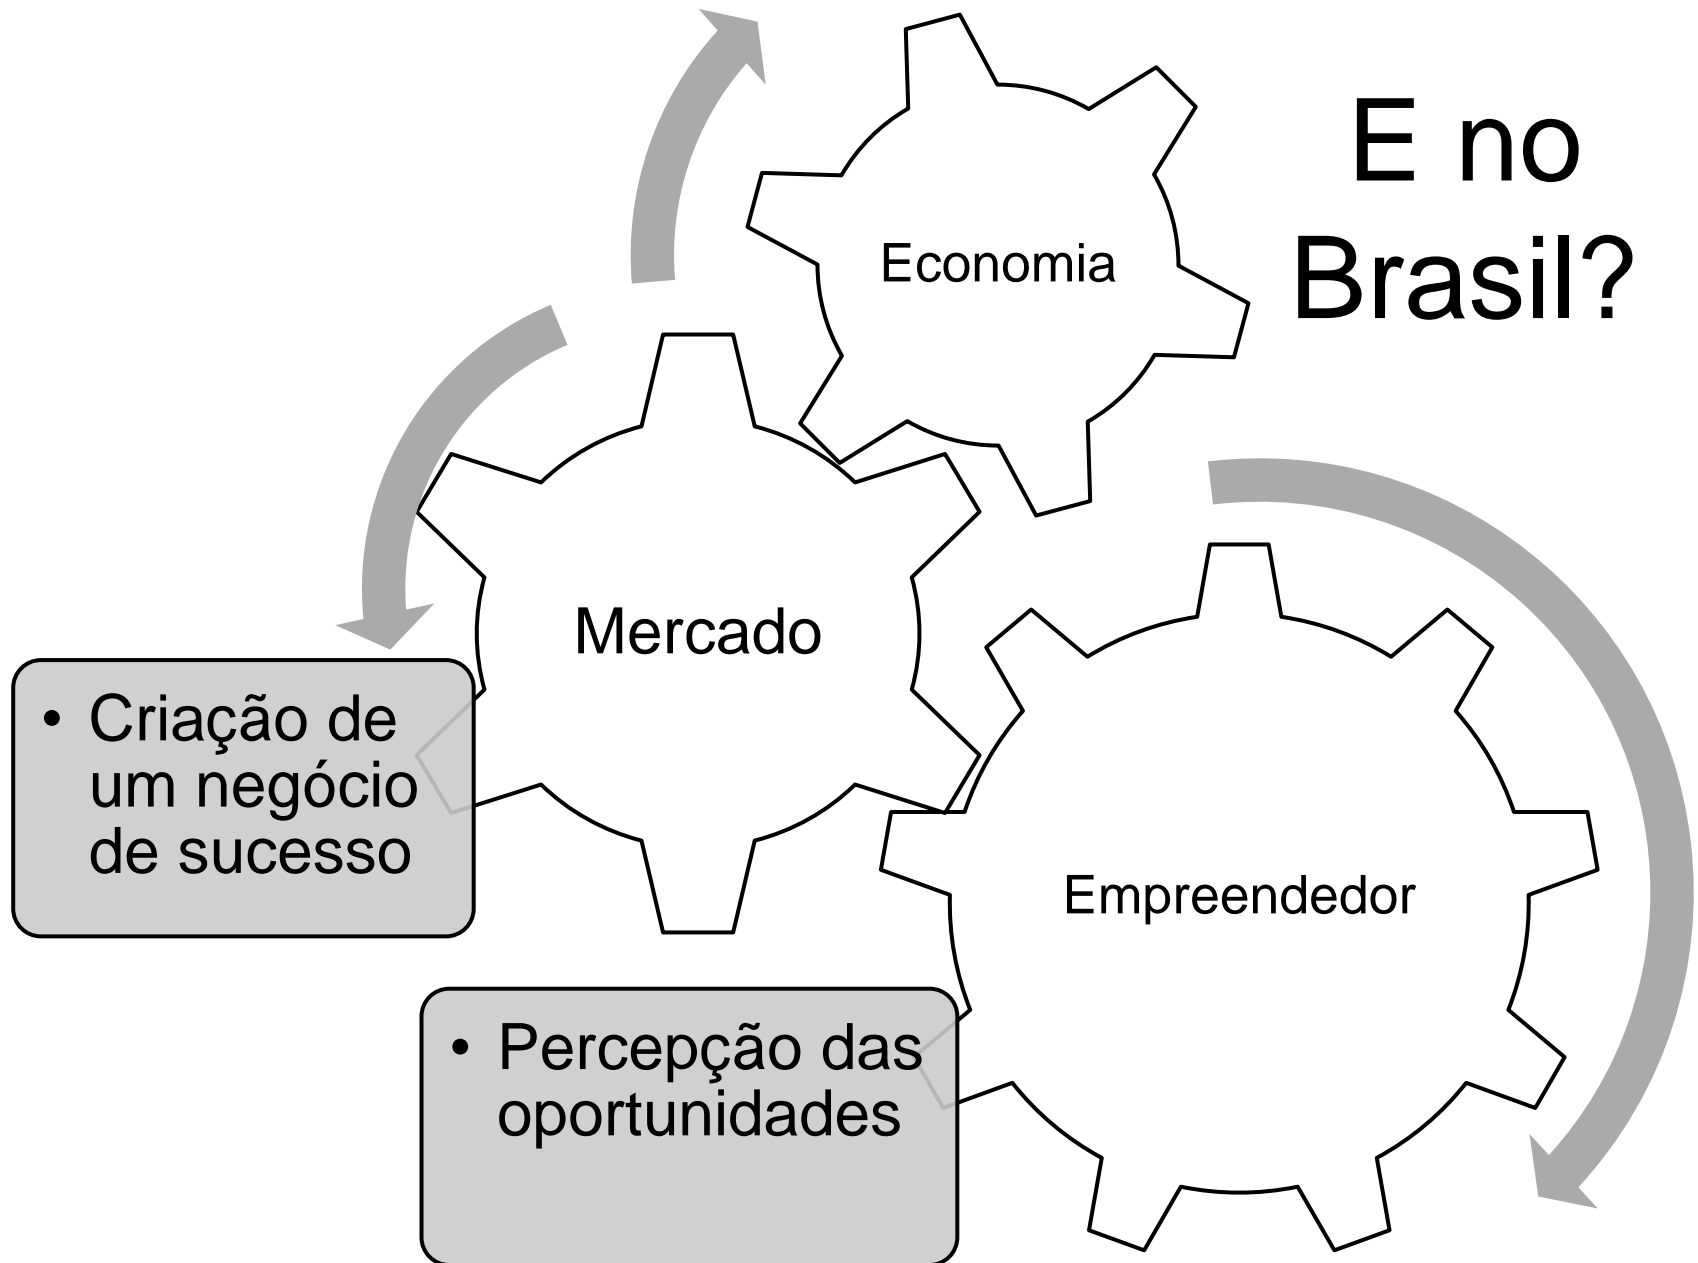 E no
Brasil?
Economia
Mercado
• Criação de
um negócio
de sucesso
Empreendedor
• Percepção das
oportunidades